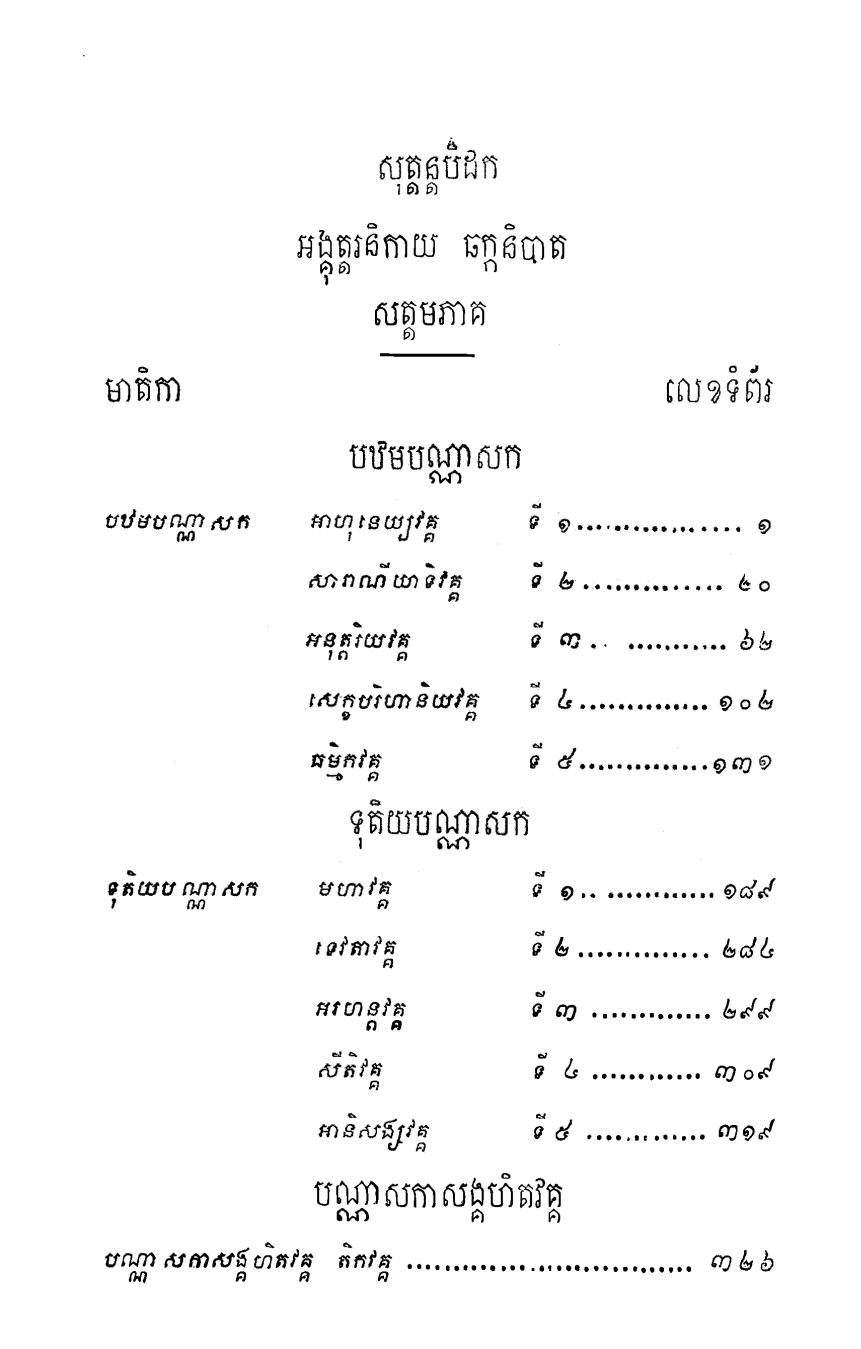 សុត្តន្តបិដក
អង្គុត្តរនិកាយ ឆក្កនិបាត
សត្តមភាគ
មាតិកា លេខទំព័រ
បឋមបណ្ណាសក
បឋមបណ្ណាសក អាហុនេយ្យវគ្គ ទី ១.................. ១
សារាណីយាទិវគ្គ ទី ២............... ៤០
អនុត្តរិយវគ្គ ទី ៣.. ........... ៦២
សេក្ខបរិហានិយវគ្គ ទី ៤.............. ១០២
ធម្មិកវគ្គ ទី ៥..............១៣១
ទុតិយបណ្ណាសក
ទុតិយបណ្ណាសក មហាវគ្គ ទី ១.. ............ ១៨៩
ទេវតាវគ្គ ទី ២............... ២៨៤
អរហន្តវគ្គ ទី ៣ ............. ២៩៩
សីតិវគ្គ ទី ៤ ............ ៣០៩
អានិសង្សវគ្គ ទី ៥ ............. ៣១៩
បណ្ណាសកាសង្គហិតវគ្គ
បណ្ណាសកាសង្គហិតវគ្គ តិកវគ្គ ............................... ៣២៦